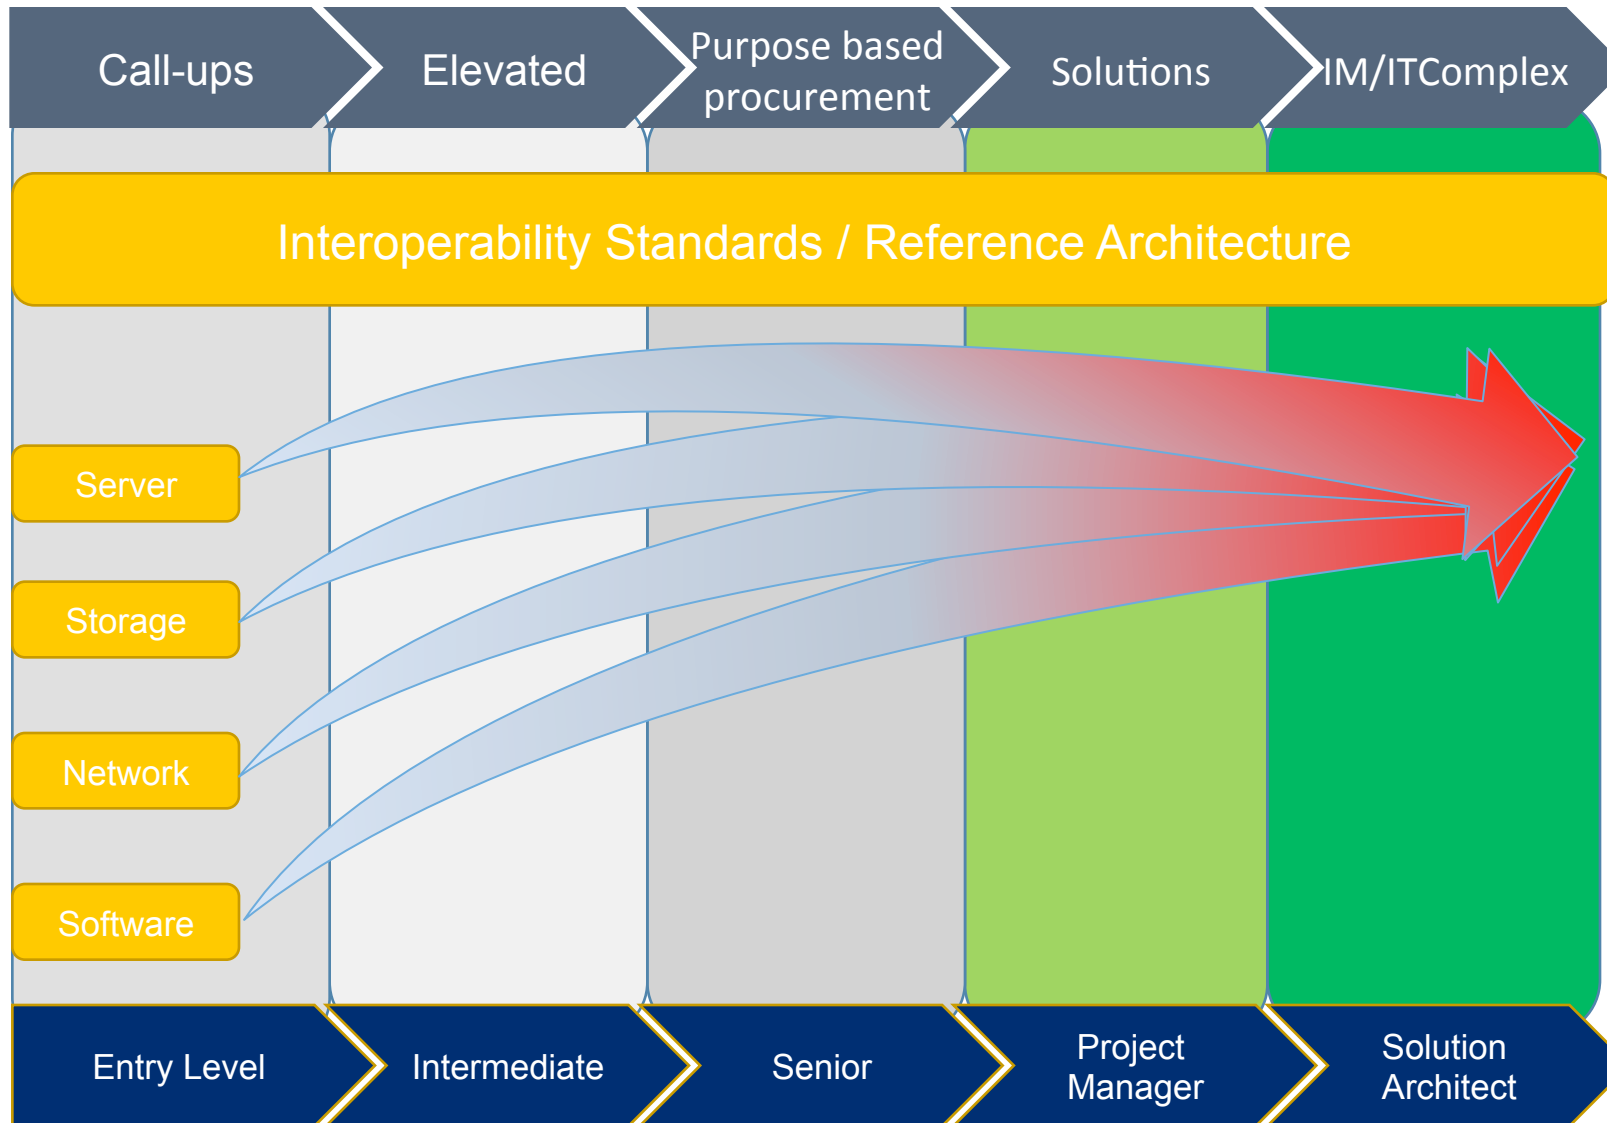 Call-ups
Elevated
Purpose based
procurement
Solutions
IM/ITComplex
Interoperability Standards / Reference Architecture
Server
Storage
Network
Software
Entry Level
Intermediate
Senior
Project
Manager
Solution
Architect